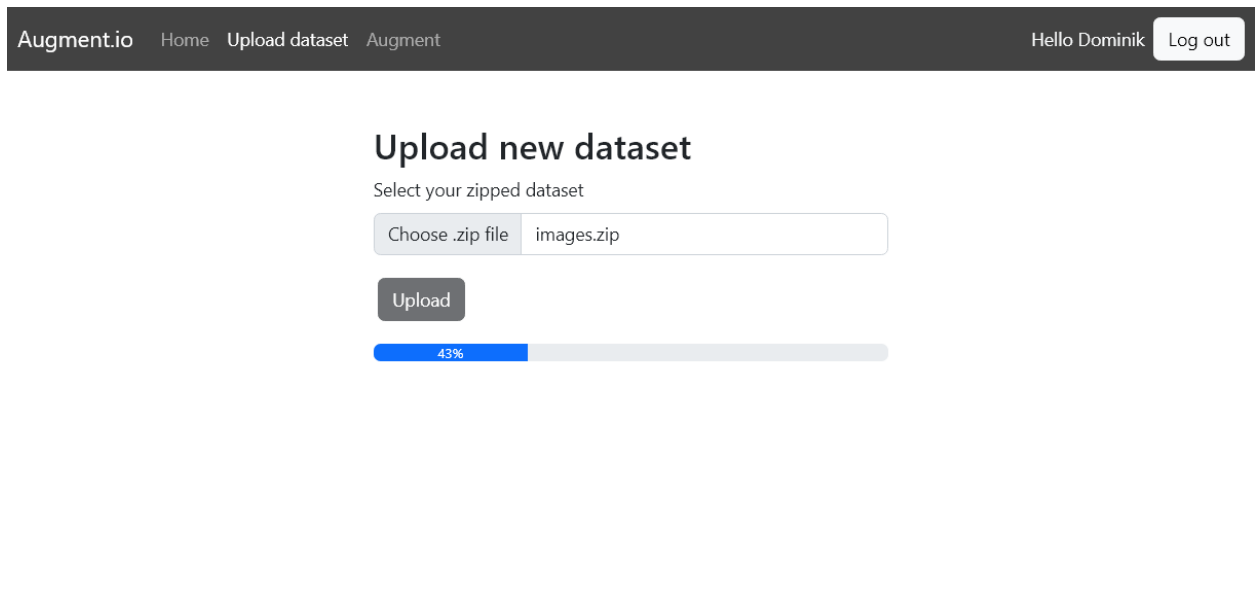 Augment.io Home Upload dataset Augment Hello Dominik Log out
Upload new dataset
Select your zipped dataset
Choose .zip file images.zip
Upload
43%